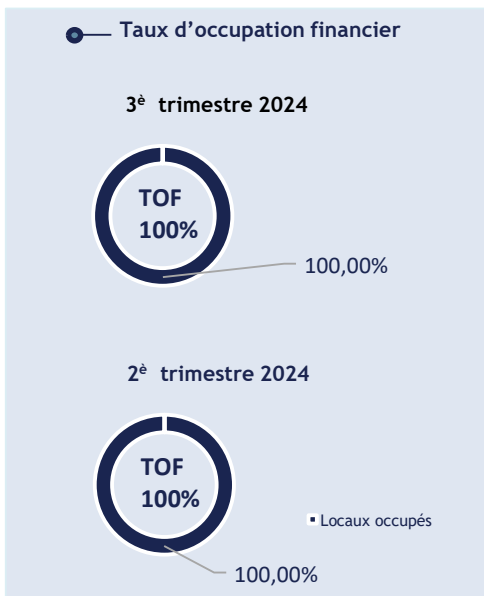 Taux d’occupation financier
3è trimestre 2024
TOF
100%
100,00%
2è trimestre 2024
TOF
100%
Locaux occupés
100,00%